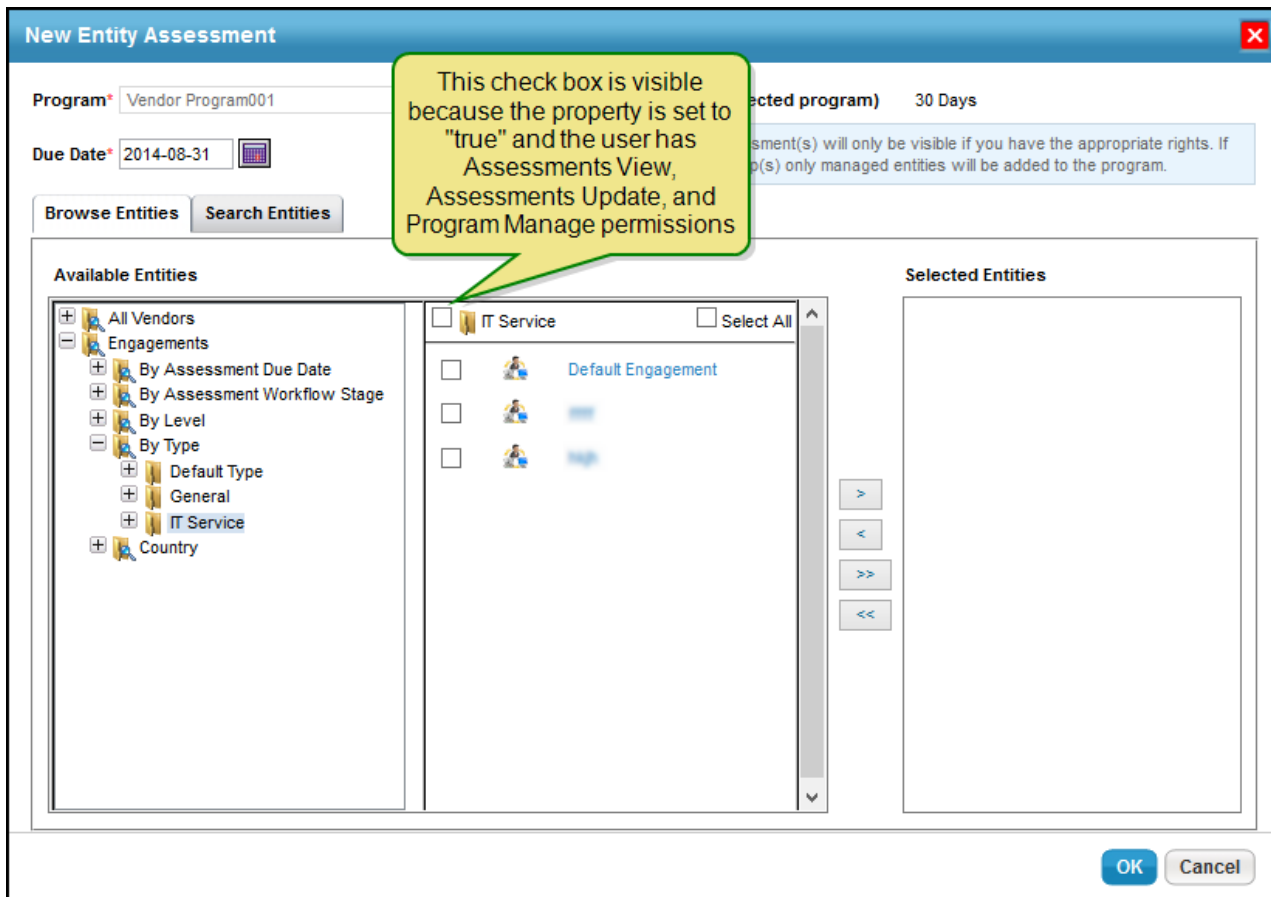 New Entity Assessment
Program* Vendor Program001
ected program) 30 Days
Due Date* 2014-08-31
sment(s) will only be visible if you have the appropriate rights. If
p(s) only managed entities will be added to the program.
This check box is visible
because the property is set to
"true" and the user has
Assessments View,
Assessments Update, and
Program Manage permissions
Browse Entities Search Entities
Available Entities
Selected Entities
All Vendors
Engagements
By Assessment Due Date
By Assessment Workflow Stage
By Level
By Type
Default Type
General
IT Service
Country
IT Service Select All
Default Engagement
>
<
>>
<<
OK Cancel